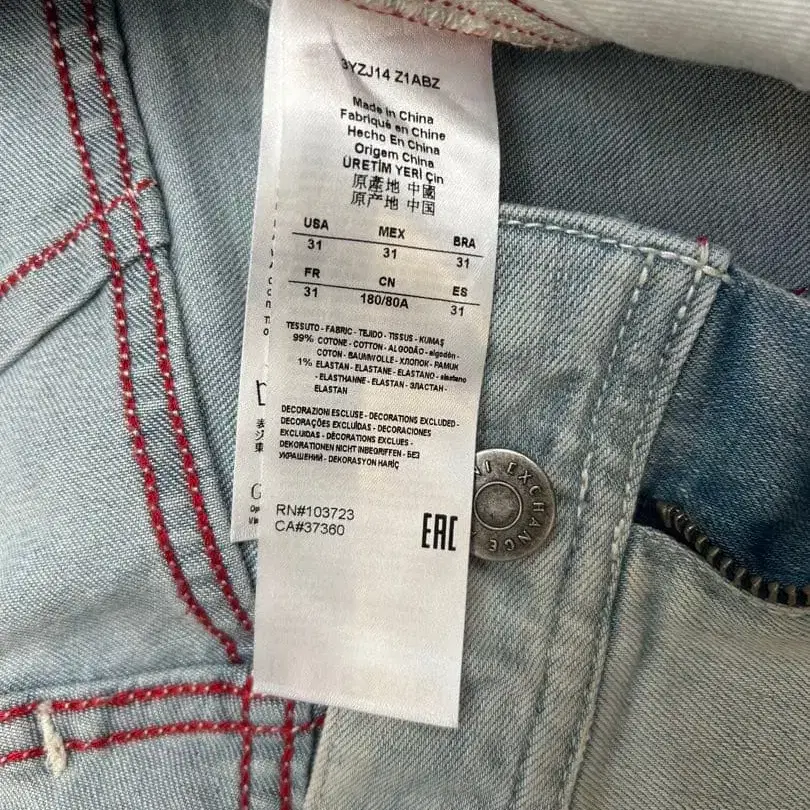 3YZJ14 Z1ABZ
Made in China
Fabriqué en Chine
Hecho En China
Origem China
ÜRETİM YERİ Çin
原產地 中國
原产地 中国
USA MEX BRA
31 31 31
FR CN ES
31 180/80A 31
TESSUTO - FABRIC - TEJIDO - TISSUS - KUMAŞ
99% COTONE - COTTON - ALGODÃO - algodón -
COTON - BAUMWOLLE - ХЛОПОК - PAMUK
1% ELASTAN - ELASTANE - ELASTANO - elastano
- ELASTHANNE - ELASTAN - ЭЛАСТАН -
ELASTAN
DECORAZIONI ESCLUSE - DECORATIONS EXCLUDED -
DECORAÇÕES EXCLUÍDAS - DECORACIONES
EXCLUIDAS - DÉCORATIONS EXCLUES -
DEKORATIONEN NICHT INBEGRIFFEN - БЕЗ
УКРАШЕНИЙ - DEKORASYON HARİÇ
RN#103723
CA#37360
EAC
EXCHANGE